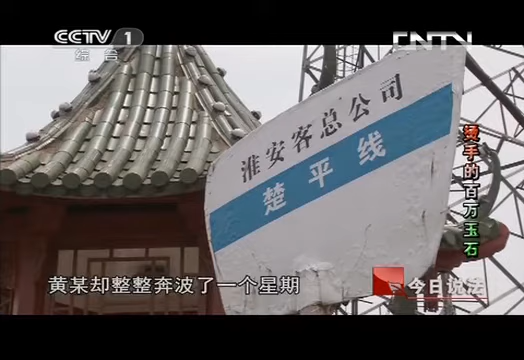 CCTV 1
综合
CNTV
淮安客总公司
楚平线
烫手的百万玉石
黄某却整整奔波了一个星期
今日说法